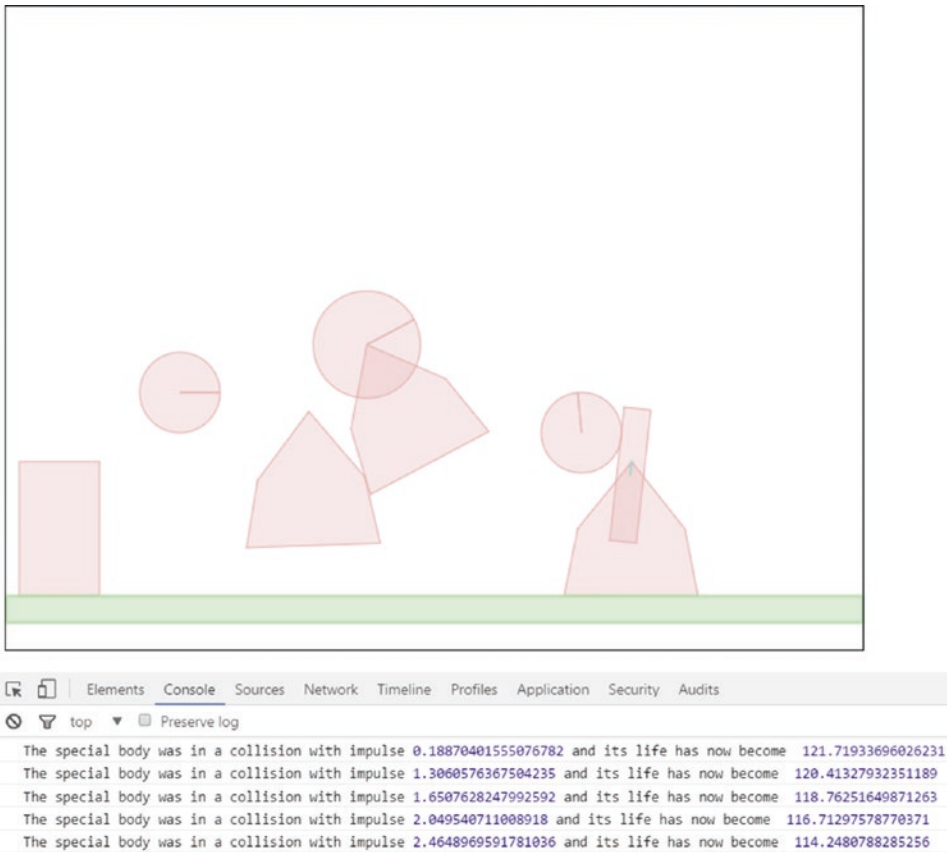 Elements Console Sources Network Timeline Profiles Application Security Audits
top Preserve log
The special body was in a collision with impulse 0.18870401555076782 and its life has now become 121.71933696026231
The special body was in a collision with impulse 1.3060576367504235 and its life has now become 120.41327932351189
The special body was in a collision with impulse 1.6507628247992592 and its life has now become 118.76251649871263
The special body was in a collision with impulse 2.049540711008918 and its life has now become 116.71297578770371
The special body was in a collision with impulse 2.4648969591781036 and its life has now become 114.2480788285256